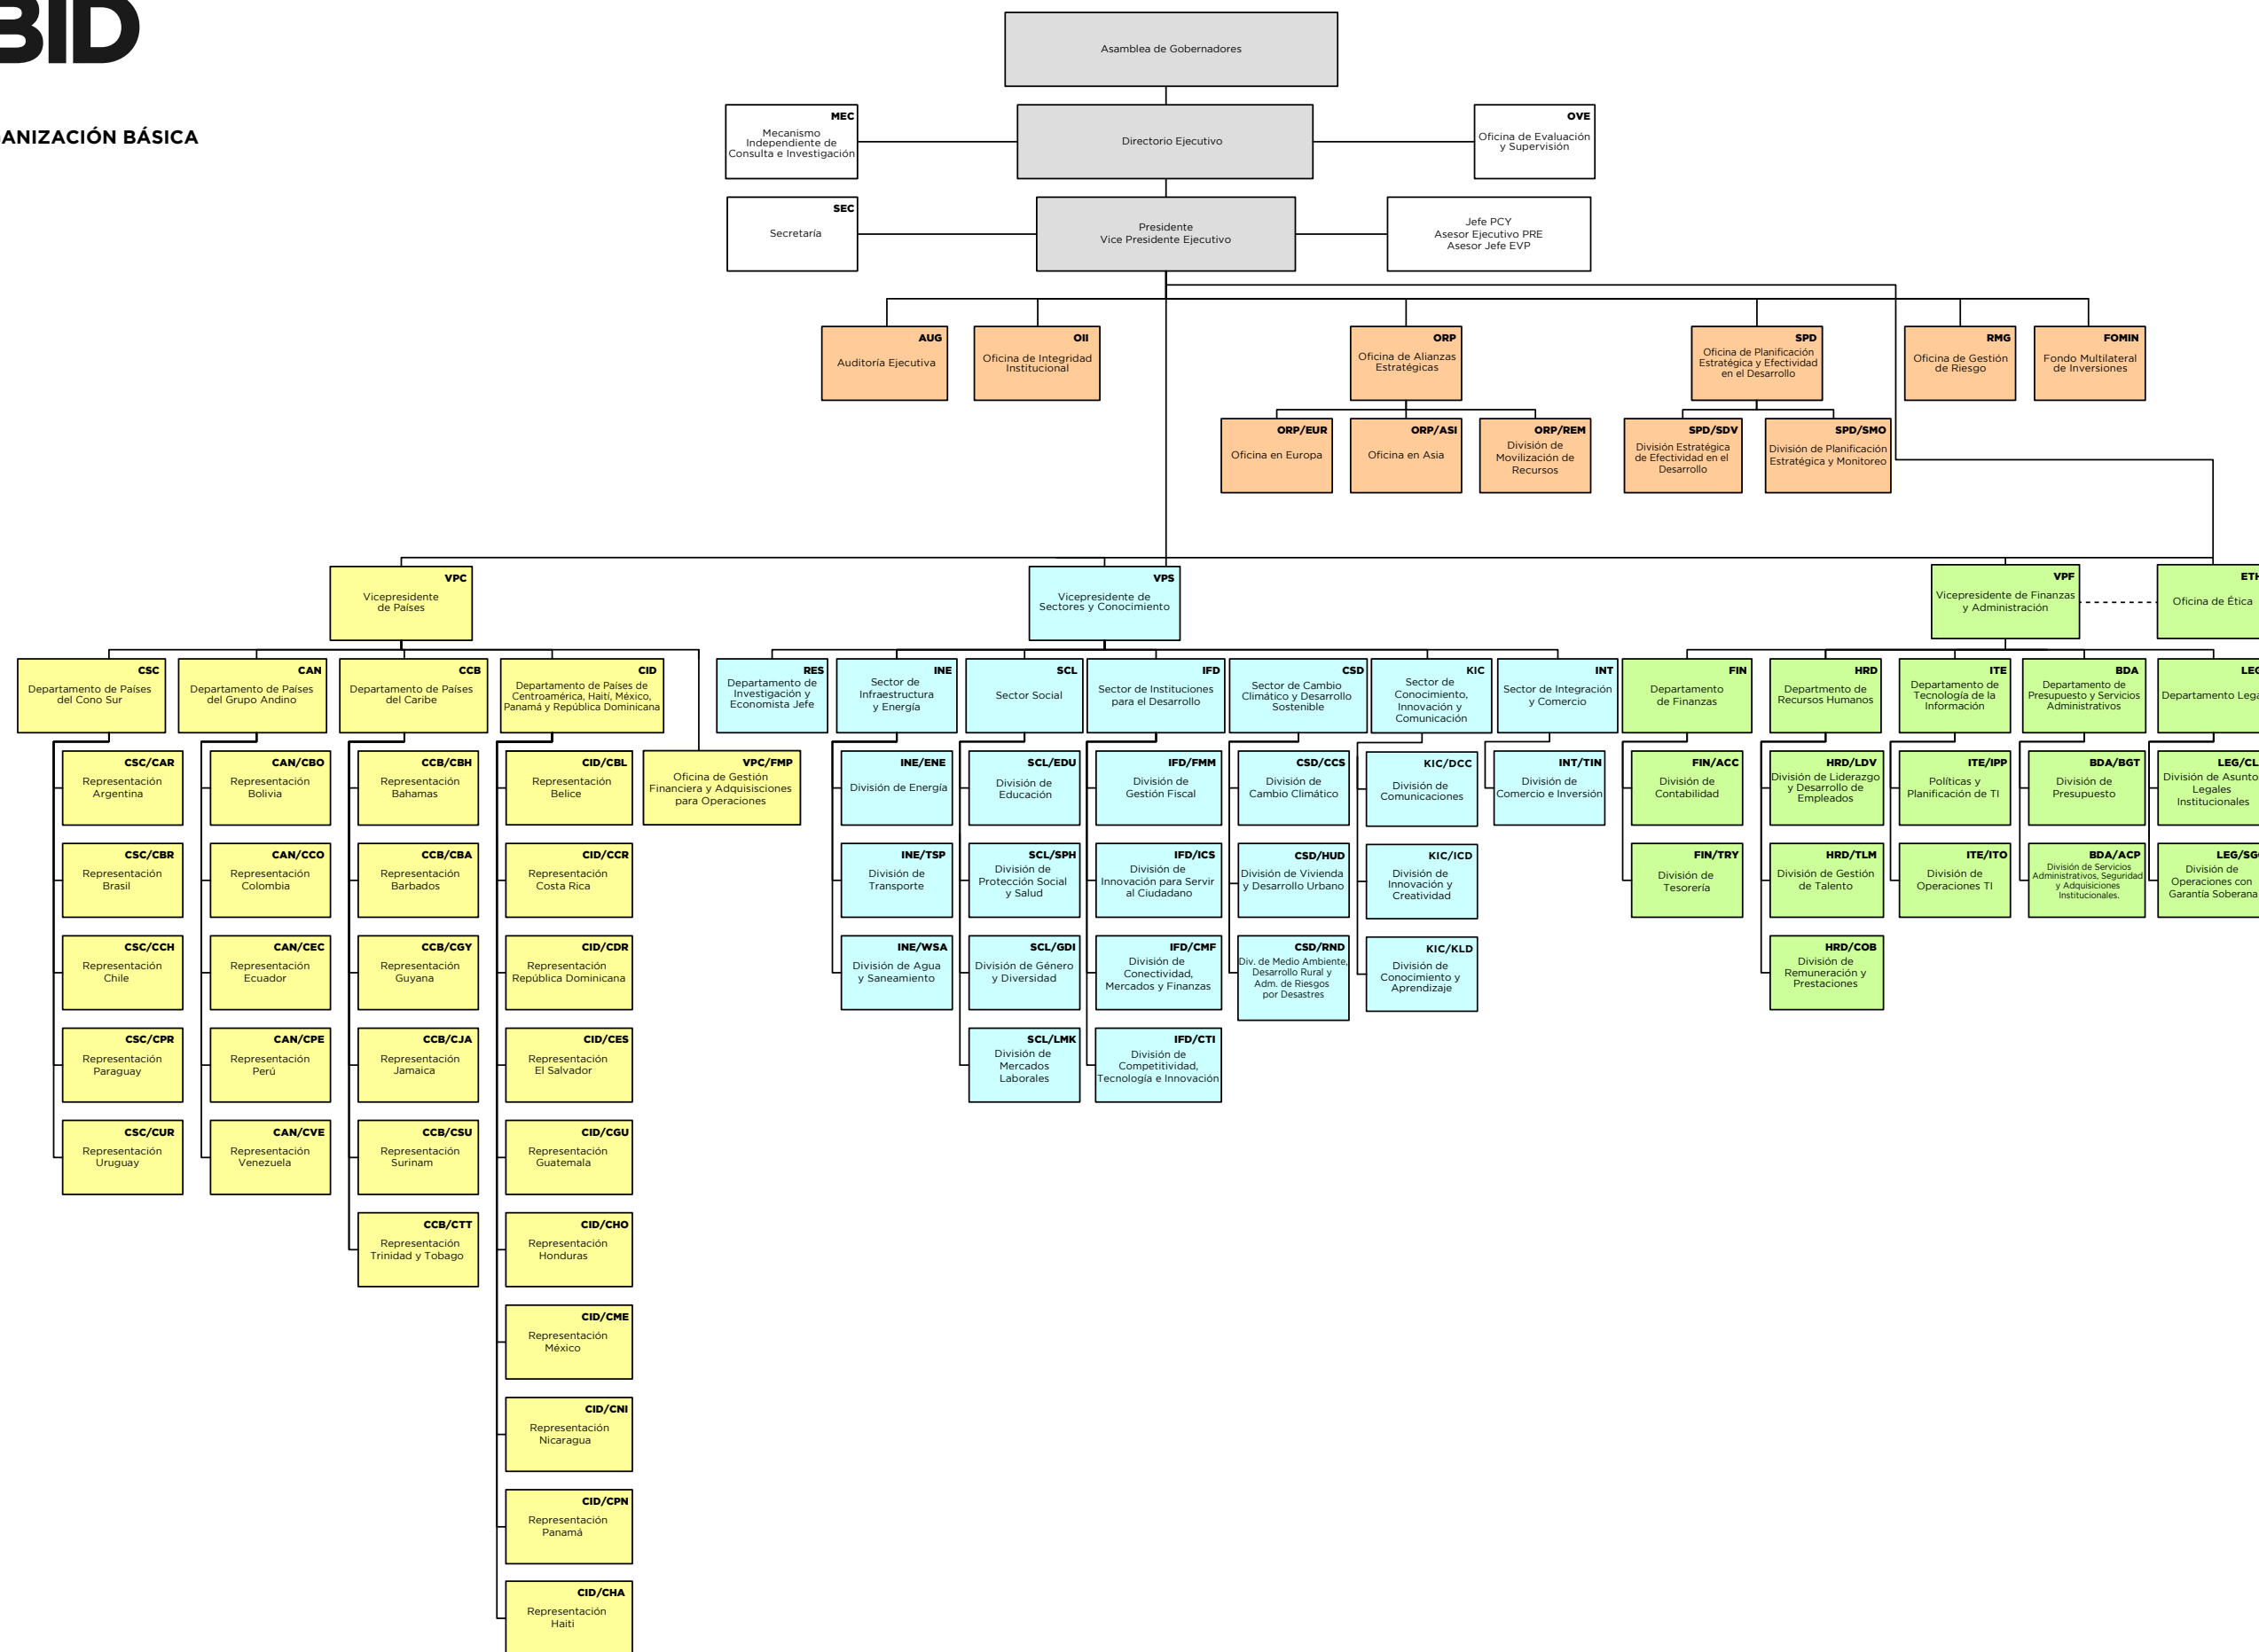 BID
ANIZACIÓN BÁSICA
Asamblea de Gobernadores
MEC
Mecanismo
Independiente de
Consulta e Investigación
Directorio Ejecutivo
OVE
Oficina de Evaluación
y Supervisión
SEC
Secretaría
Presidente
Vice Presidente Ejecutivo
Jefe PCY
Asesor Ejecutivo PRE
Asesor Jefe EVP
AUG
Auditoría Ejecutiva
OII
Oficina de Integridad
Institucional
ORP
Oficina de Alianzas
Estratégicas
SPD
Oficina de Planificación
Estratégica y Efectividad
en el Desarrollo
RMG
Oficina de Gestión
de Riesgo
FOMIN
Fondo Multilateral
de Inversiones
ORP/EUR
Oficina en Europa
ORP/ASI
Oficina en Asia
ORP/REM
División de
Movilización de
Recursos
SPD/SDV
División Estratégica
de Efectividad en el
Desarrollo
SPD/SMO
División de Planificación
Estratégica y Monitoreo
VPC
Vicepresidente
de Países
VPS
Vicepresidente de
Sectores y Conocimiento
VPF
Vicepresidente de Finanzas
y Administración
ETH
Oficina de Ética
CSC
Departamento de Países
del Cono Sur
CAN
Departamento de Países
del Grupo Andino
CCB
Departamento de Países
del Caribe
CID
Departamento de Países de
Centroamérica, Haití, México,
Panamá y República Dominicana
RES
Departamento de
Investigación y
Economista Jefe
INE
Sector de
Infraestructura
y Energía
SCL
Sector Social
IFD
Sector de Instituciones
para el Desarrollo
CSD
Sector de Cambio
Climático y Desarrollo
Sostenible
KIC
Sector de
Conocimiento,
Innovación y
Comunicación
INT
Sector de Integración
y Comercio
FIN
Departamento
de Finanzas
HRD
Departmento de
Recursos Humanos
ITE
Departamento de
Tecnología de la
Información
BDA
Departamento de
Presupuesto y Servicios
Administrativos
LEG
Departamento Lega
CSC/CAR
Representación
Argentina
CAN/CBO
Representación
Bolivia
CCB/CBH
Representación
Bahamas
CID/CBL
Representación
Belice
VPC/FMP
Oficina de Gestión
Financiera y Adquisisciones
para Operaciones
INE/ENE
División de Energía
SCL/EDU
División de
Educación
IFD/FMM
División de
Gestión Fiscal
CSD/CCS
División de
Cambio Climático
KIC/DCC
División de
Comunicaciones
INT/TIN
División de
Comercio e Inversión
FIN/ACC
División de
Contabilidad
HRD/LDV
División de Liderazgo
y Desarrollo de
Empleados
ITE/IPP
Políticas y
Planificación de TI
BDA/BGT
División de
Presupuesto
LEG/CL
División de Asunto
Legales
Institucionales
CSC/CBR
Representación
Brasil
CAN/CCO
Representación
Colombia
CCB/CBA
Representación
Barbados
CID/CCR
Representación
Costa Rica
INE/TSP
División de
Transporte
SCL/SPH
División de
Protección Social
y Salud
IFD/ICS
División de
Innovación para Servir
al Ciudadano
CSD/HUD
División de Vivienda
y Desarrollo Urbano
KIC/ICD
División de
Innovación y
Creatividad
FIN/TRY
División de
Tesorería
HRD/TLM
División de Gestión
de Talento
ITE/ITO
División de
Operaciones TI
BDA/ACP
División de Servicios
Administrativos, Seguridad
y Adquisiciones
Institucionales.
LEG/SGO
División de
Operaciones con
Garantía Soberana
CSC/CCH
Representación
Chile
CAN/CEC
Representación
Ecuador
CCB/CGY
Representación
Guyana
CID/CDR
Representación
República Dominicana
INE/WSA
División de Agua
y Saneamiento
SCL/GDI
División de Género
y Diversidad
IFD/CMF
División de
Conectividad,
Mercados y Finanzas
CSD/RND
Div. de Medio Ambiente,
Desarrollo Rural y
Adm. de Riesgos
por Desastres
KIC/KLD
División de
Conocimiento y
Aprendizaje
HRD/COB
División de
Remuneración y
Prestaciones
CSC/CPR
Representación
Paraguay
CAN/CPE
Representación
Perú
CCB/CJA
Representación
Jamaica
CID/CES
Representación
El Salvador
SCL/LMK
División de
Mercados
Laborales
IFD/CTI
División de
Competitividad,
Tecnología e Innovación
CSC/CUR
Representación
Uruguay
CAN/CVE
Representación
Venezuela
CCB/CSU
Representación
Surinam
CID/CGU
Representación
Guatemala
CCB/CTT
Representación
Trinidad y Tobago
CID/CHO
Representación
Honduras
CID/CME
Representación
México
CID/CNI
Representación
Nicaragua
CID/CPN
Representación
Panamá
CID/CHA
Representación
Haiti